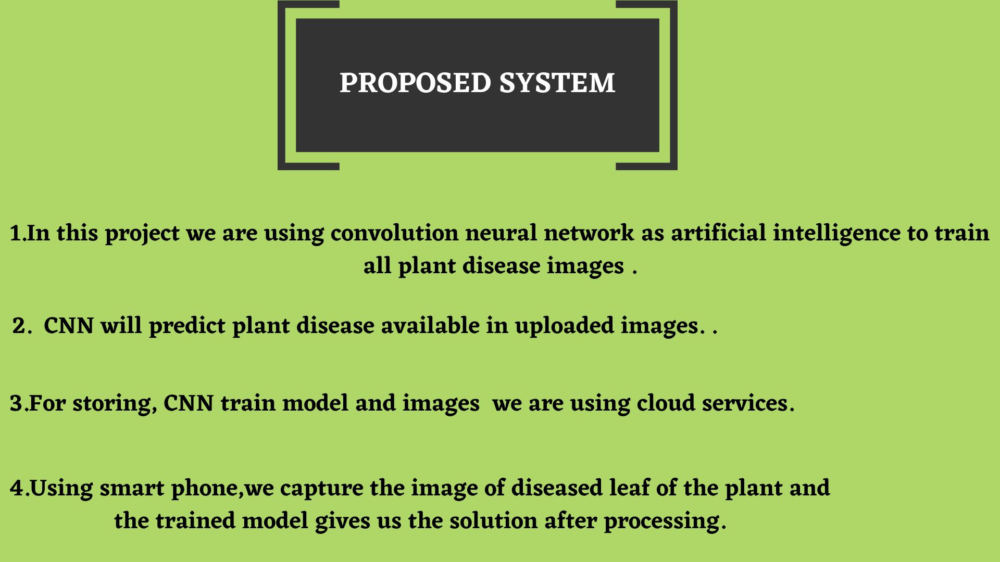 PROPOSED SYSTEM
1.In this project we are using convolution neural network as artificial intelligence to train
all plant disease images .
2.  CNN will predict plant disease available in uploaded images. .
3.For storing, CNN train model and images  we are using cloud services.
4.Using smart phone,we capture the image of diseased leaf of the plant and
the trained model gives us the solution after processing.